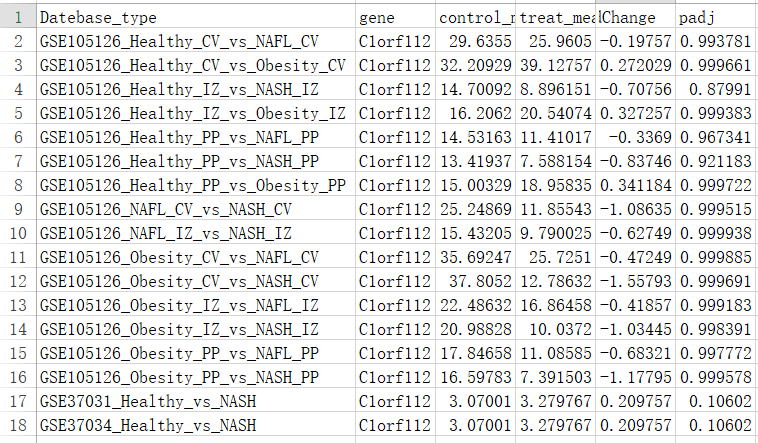 1 Datebase_type gene control_m treat_mea dChange padj
2 GSE105126_Healthy_CV_vs_NAFL_CV C1orf112 29.6355 25.9605 -0.19757 0.993781
3 GSE105126_Healthy_CV_vs_Obesity_CV C1orf112 32.20929 39.12757 0.272029 0.999661
4 GSE105126_Healthy_IZ_vs_NASH_IZ C1orf112 14.70092 8.896151 -0.70756 0.87991
5 GSE105126_Healthy_IZ_vs_Obesity_IZ C1orf112 16.2062 20.54074 0.327257 0.999383
6 GSE105126_Healthy_PP_vs_NAFL_PP C1orf112 14.53163 11.41017 -0.3369 0.967341
7 GSE105126_Healthy_PP_vs_NASH_PP C1orf112 13.41937 7.588154 -0.83746 0.921183
8 GSE105126_Healthy_PP_vs_Obesity_PP C1orf112 15.00329 18.95835 0.341184 0.999722
9 GSE105126_NAFL_CV_vs_NASH_CV C1orf112 25.24869 11.85543 -1.08635 0.999515
10 GSE105126_NAFL_IZ_vs_NASH_IZ C1orf112 15.43205 9.790025 -0.62749 0.999938
11 GSE105126_Obesity_CV_vs_NAFL_CV C1orf112 35.69247 25.7251 -0.47249 0.999885
12 GSE105126_Obesity_CV_vs_NASH_CV C1orf112 37.8052 12.78632 -1.55793 0.999691
13 GSE105126_Obesity_IZ_vs_NAFL_IZ C1orf112 22.48632 16.86458 -0.41857 0.999183
14 GSE105126_Obesity_IZ_vs_NASH_IZ C1orf112 20.98828 10.0372 -1.03445 0.998391
15 GSE105126_Obesity_PP_vs_NAFL_PP C1orf112 17.84658 11.08585 -0.68321 0.997772
16 GSE105126_Obesity_PP_vs_NASH_PP C1orf112 16.59783 7.391503 -1.17795 0.999578
17 GSE37031_Healthy_vs_NASH C1orf112 3.07001 3.279767 0.209757 0.10602
18 GSE37034_Healthy_vs_NASH C1orf112 3.07001 3.279767 0.209757 0.10602